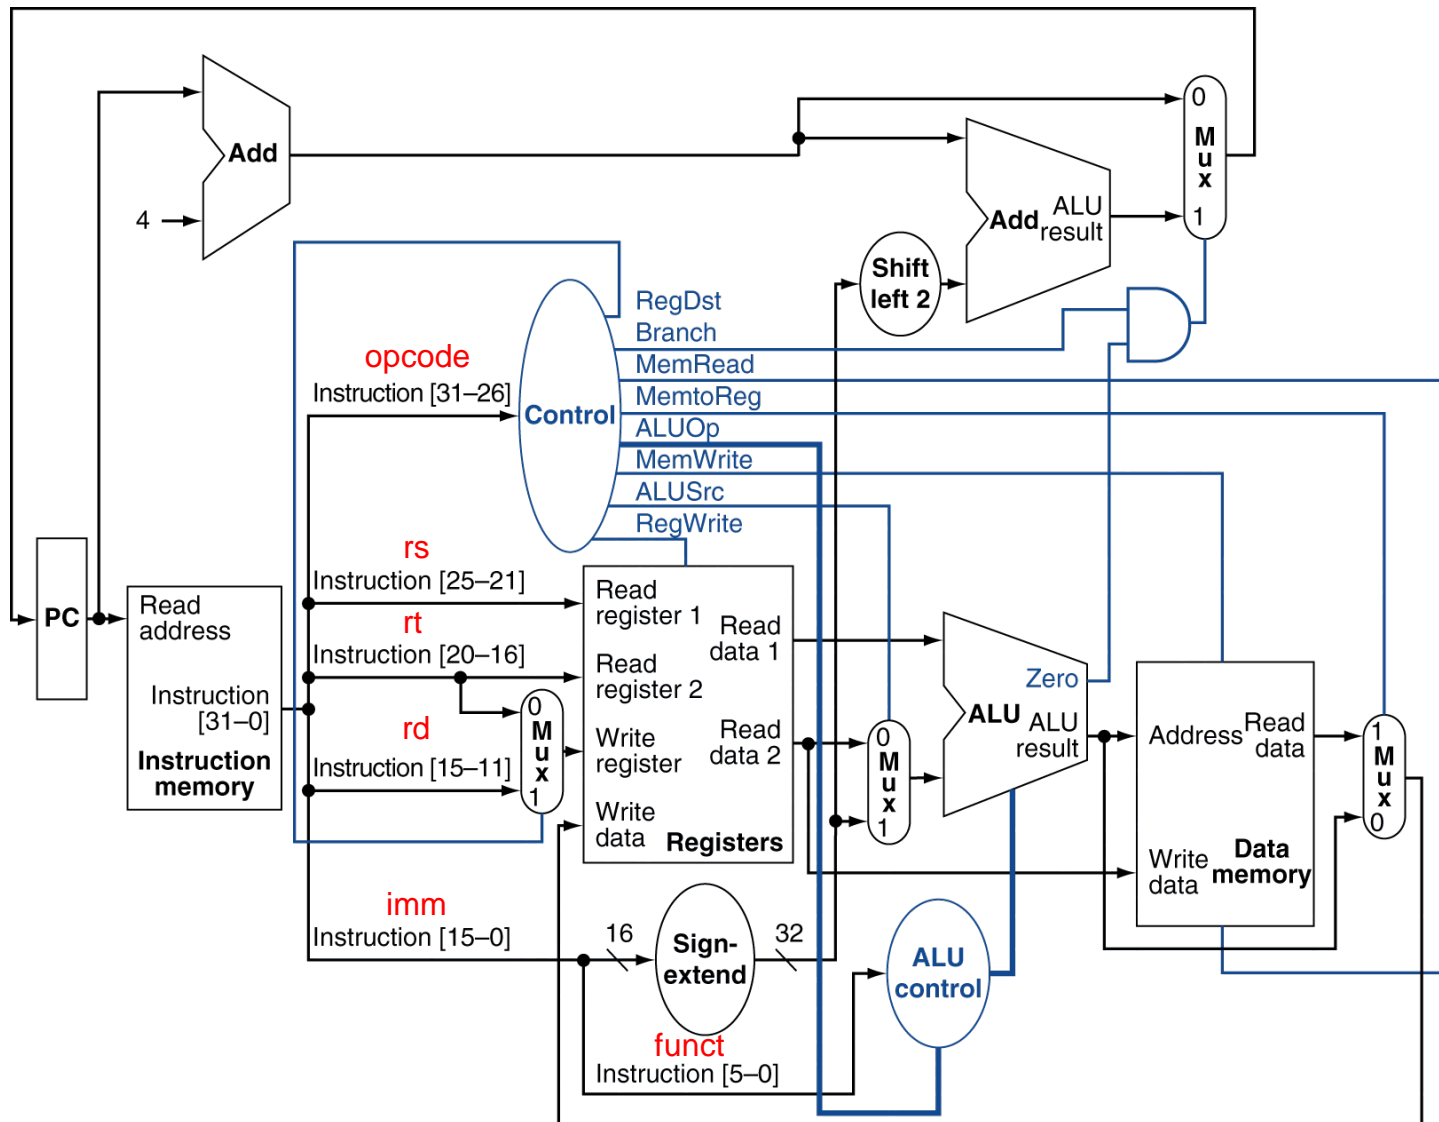 0
M
u
x
1
Add
4
Add
ALU
result
Shift
left 2
RegDst
Branch
MemRead
MemtoReg
ALUOp
MemWrite
ALUSrc
RegWrite
opcode
Instruction [31–26]
Control
rs
Instruction [25–21]
rt
Instruction [20–16]
rd
Instruction [15–11]
PC
Read
address
Instruction
[31–0]
Instruction
memory
0
M
u
x
1
Read
register 1
Read
register 2
Write
register
Write
data
Read
data 1
Read
data 2
Registers
0
M
u
x
1
Zero
ALU
ALU
result
Address
Read
data
Write
data
Data
memory
1
M
u
x
0
imm
Instruction [15–0]
16
Sign-
extend
32
ALU
control
funct
Instruction [5–0]